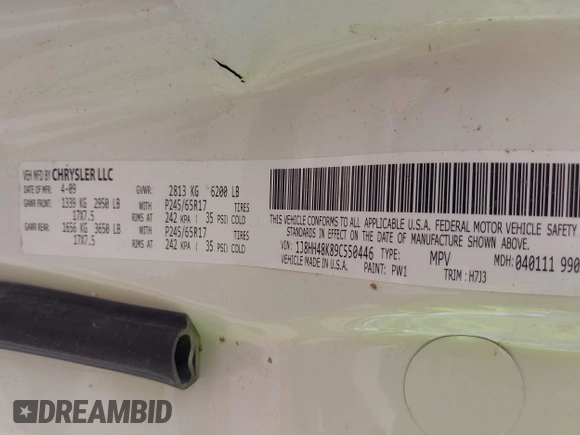 VEH MFD BY CHRYSLER LLC
DATE OF MFR 4-09 GVWR: 2813 KG 6200 LB
GAWR FRONT: 1339 KG 2950 LB WITH P245/65R17 TIRES
17X7.5 RIMS AT 242 KPA ( 35 PSI) COLD
GAWR REAR: 1656 KG 3650 LB WITH P245/65R17 TIRES
17X7.5 RIMS AT 242 KPA ( 35 PSI) COLD
THIS VEHICLE CONFORMS TO ALL APPLICABLE U.S.A. FEDERAL MOTOR VEHICLE SAFETY
STANDARDS IN EFFECT ON THE DATE OF MANUFACTURE SHOWN ABOVE.
VIN: 1J8HH48K89C550446 TYPE: MPV MDH: 040111 990
VEHICLE MADE IN U.S.A. PAINT: PW1 TRIM: H7J3
DREAMBID